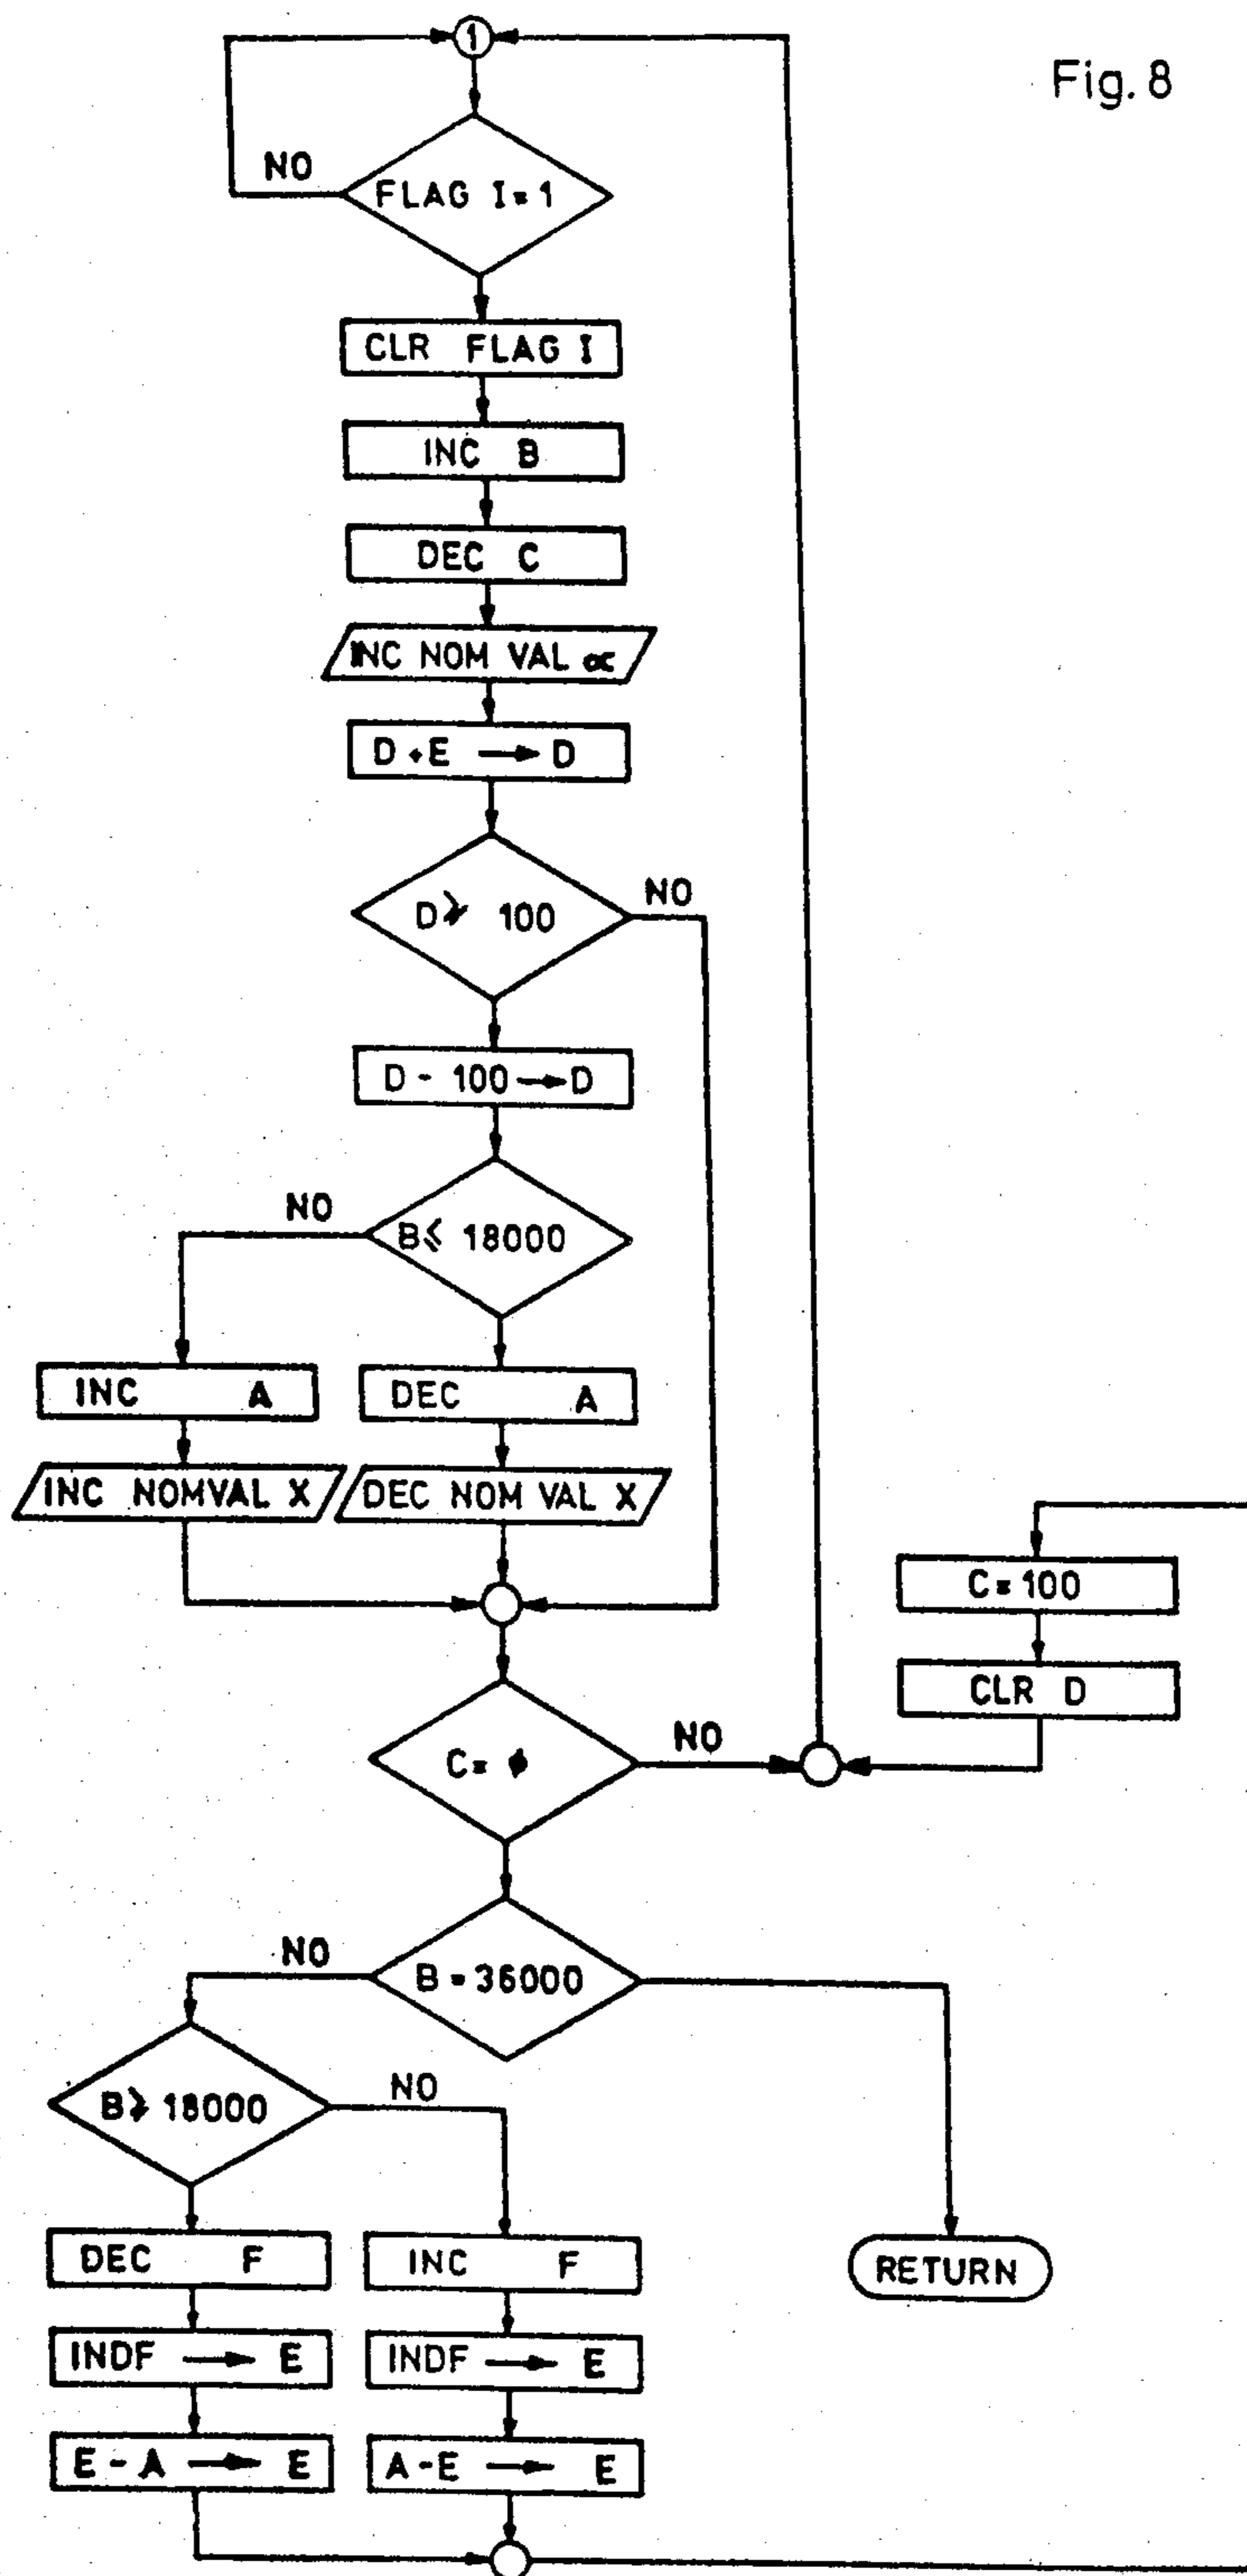 1
Fig. 8
NO
FLAG I = 1
CLR FLAG I
INC B
DEC C
INC NOM VAL α
D + E → D
D ≥ 100
NO
D - 100 → D
NO
B ≤ 18000
INC A
DEC A
INC NOMVAL X
DEC NOM VAL X
C = 100
CLR D
C = ϕ
NO
NO
B = 36000
B ≥ 18000
NO
DEC F
INC F
RETURN
INDF → E
INDF → E
E - A → E
A - E → E